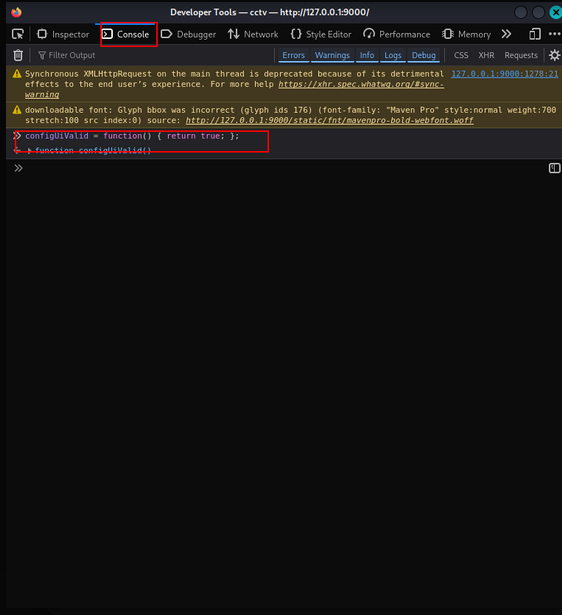 Developer Tools — cctv — http://127.0.0.1:9000/
Inspector Console Debugger Network Style Editor Performance Memory
Filter Output Errors Warnings Info Logs Debug CSS XHR Requests
Synchronous XMLHttpRequest on the main thread is deprecated because of its detrimental 127.0.0.1:9000:1278:21
effects to the end user's experience. For more help https://xhr.spec.whatwg.org/#sync-
warning
downloadable font: Glyph bbox was incorrect (glyph ids 176) (font-family: "Maven Pro" style:normal weight:700
stretch:100 src index:0) source: http://127.0.0.1:9000/static/fnt/mavenpro-bold-webfont.woff
configUiValid = function() { return true; };
function configUiValid()